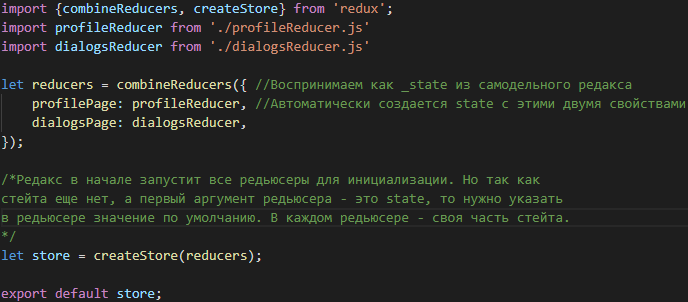 import {combineReducers, createStore} from 'redux';
import profileReducer from './profileReducer.js'
import dialogsReducer from './dialogsReducer.js'
let reducers = combineReducers({ //Воспринимаем как _state из самодельного редакса
profilePage: profileReducer, //Автоматически создается state с этими двумя свойствами
dialogsPage: dialogsReducer,
});
/*Редакс в начале запустит все редьюсеры для инициализации. Но так как
стейта еще нет, а первый аргумент редьюсера - это state, то нужно указать
в редьюсере значение по умолчанию. В каждом редьюсере - своя часть стейта.
*/
let store = createStore(reducers);
export default store;